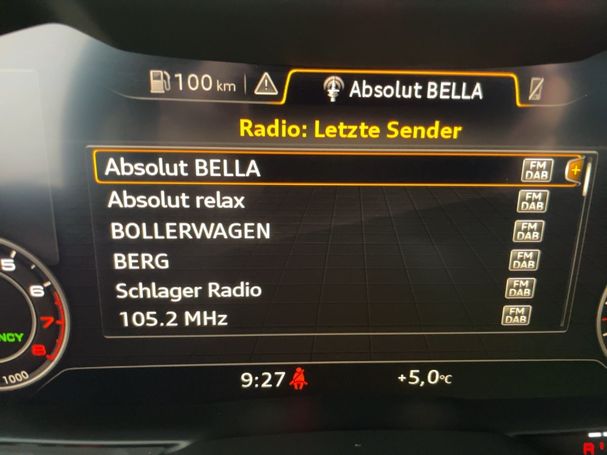 100 km Absolut BELLA
Radio: Letzte Sender
Absolut BELLA FM DAB +
Absolut relax FM DAB
BOLLERWAGEN FM DAB
BERG FM DAB
Schlager Radio FM DAB
105.2 MHz FM DAB
5
6
7
8
NCY
1000
9:27 +5,0°C